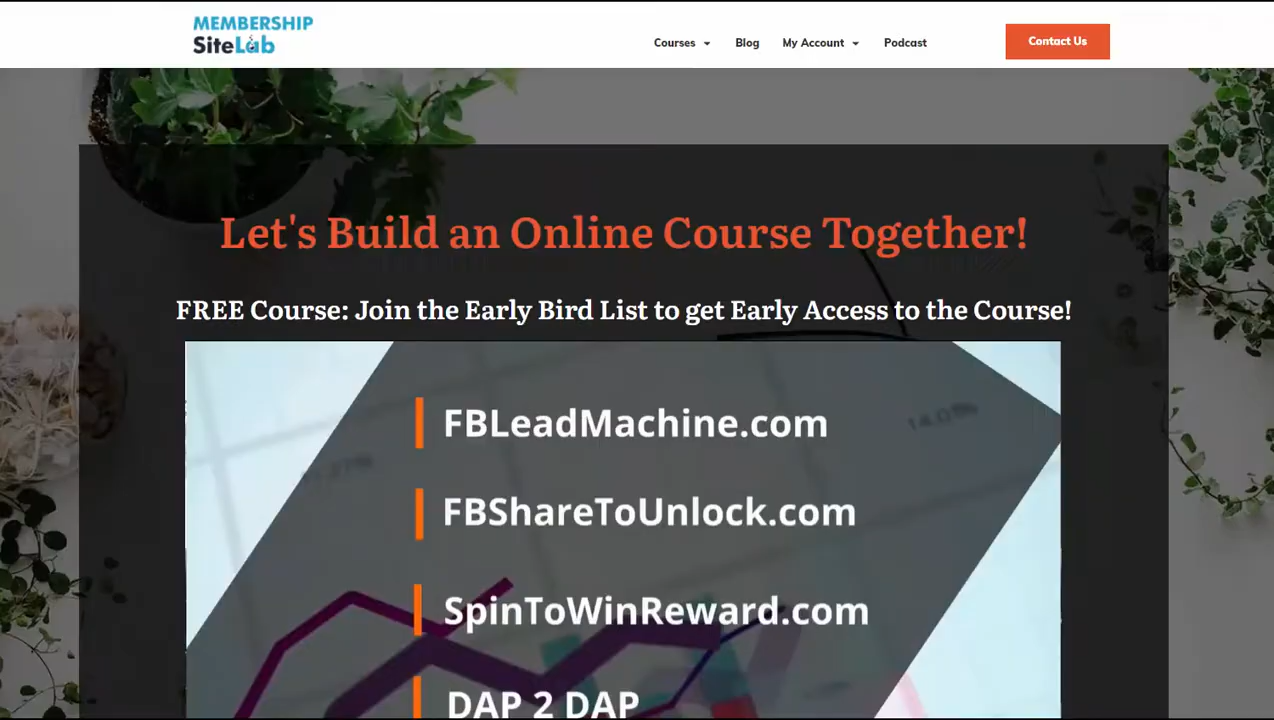 MEMBERSHIP
SiteLab
Courses
Blog
My Account
Podcast
Contact Us
Let's Build an Online Course Together!
FREE Course: Join the Early Bird List to get Early Access to the Course!
FBLeadMachine.com
14.01%
FBShareToUnlock.com
SpinToWinReward.com
DAP 2 DAP